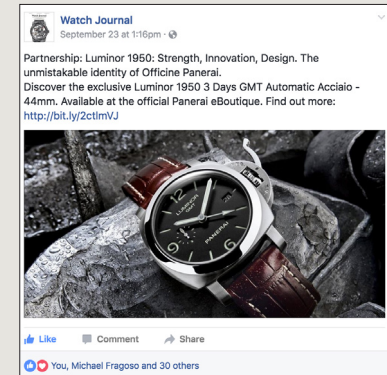 Watch Journal
September 23 at 1:16pm ·
Partnership: Luminor 1950: Strength, Innovation, Design. The
unmistakable identity of Officine Panerai.
Discover the exclusive Luminor 1950 3 Days GMT Automatic Acciaio -
44mm. Available at the official Panerai eBoutique. Find out more:
http://bit.ly/2ctlmVJ
LUMINOR
GMT
PANERAI
Like Comment Share
You, Michael Fragoso and 30 others